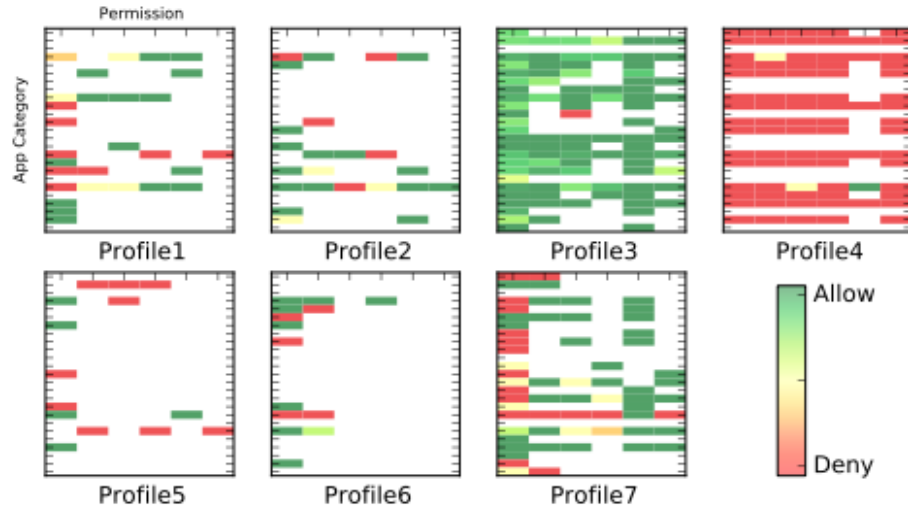 Permission
App Category
Profile1
Profile2
Profile3
Profile4
Profile5
Profile6
Profile7
Allow
Deny